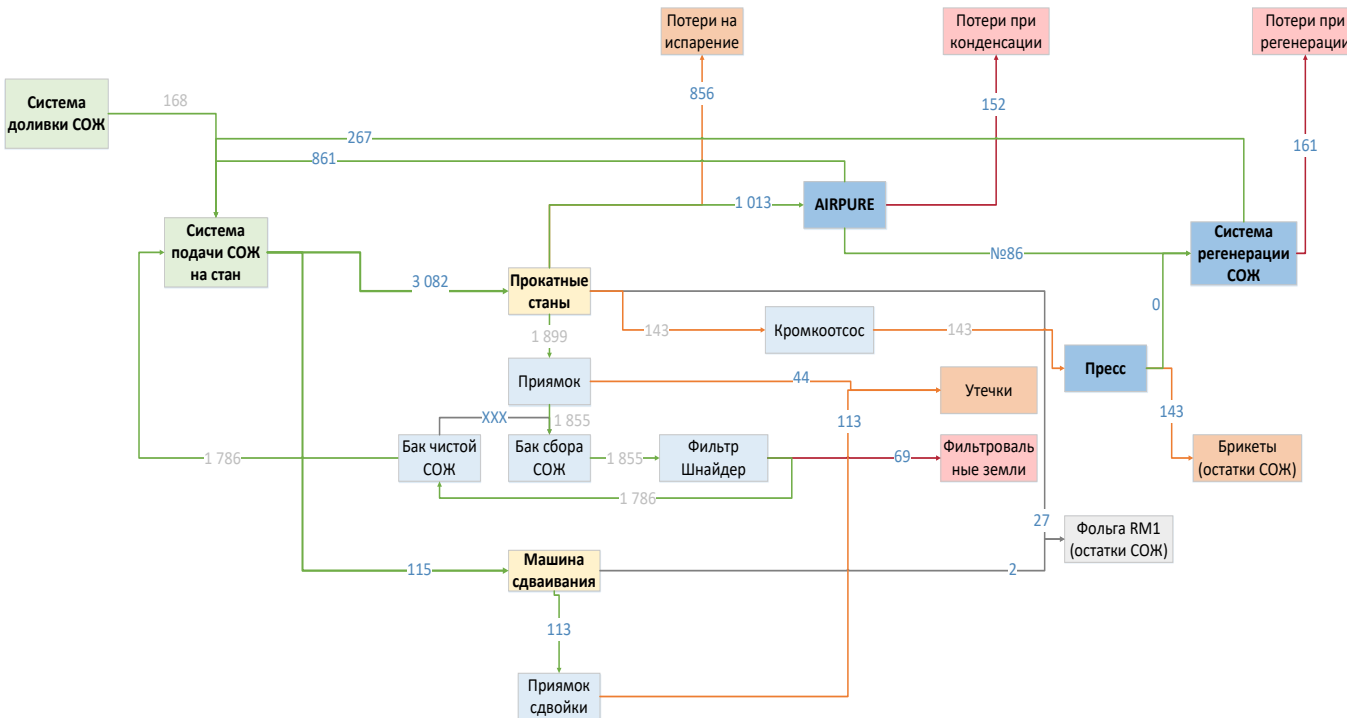 Потери на
испарение
Потери при
конденсации
Потери при
регенерации
Система
доливки СОЖ
168
856
152
267
161
861
AIRPURE
1 013
Система
подачи СОЖ
на стан
Система
регенерации
СОЖ
№86
3 082
Прокатные
станы
0
1 899
143
Кромкоотсос
143
Пресс
Приямок
44
Утечки
143
113
XXX
1 855
1 786
Бак чистой
СОЖ
Бак сбора
СОЖ
1 855
Фильтр
Шнайдер
69
Фильтроваль
ные земли
Брикеты
(остатки СОЖ)
1 786
27
Фольга RM1
(остатки СОЖ)
115
Машина
сдваивания
2
113
Приямок
сдвойки